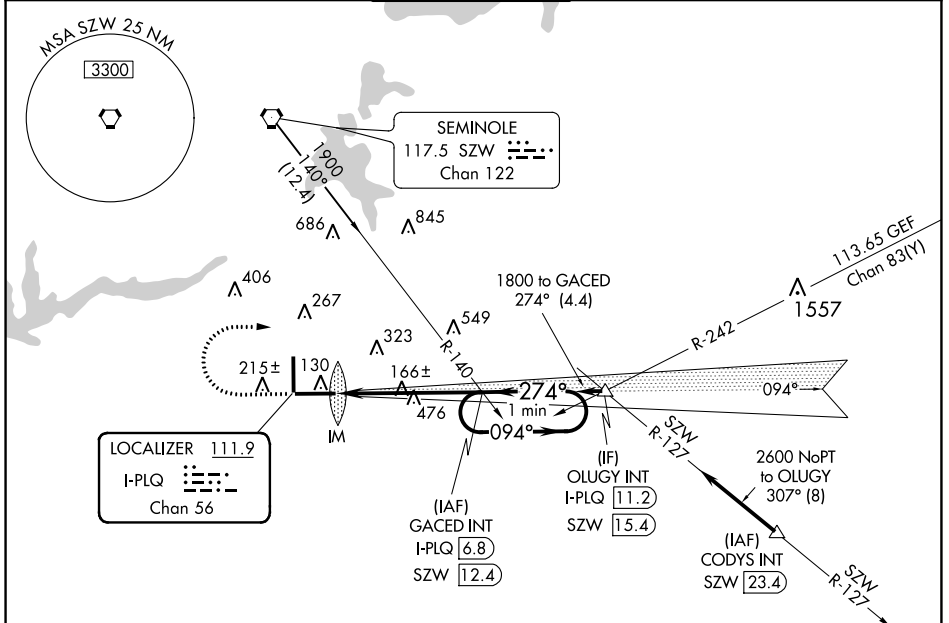 MSA SZW 25 NM
3300
SEMINOLE
117.5 SZW
Chan 122
1900
140°
(12.4)
686
845
113.65 GEF
Chan 83(Y)
1557
406
267
1800 to GACED
274° (4.4)
549
323
R-140
R-242
215±
130
166±
476
274°
1 min
094°
094°
IM
LOCALIZER 111.9
I-PLQ
Chan 56
(IF)
OLUGY INT
I-PLQ 11.2
SZW 15.4
SZW
R-127
2600 NoPT
to OLUGY
307° (8)
(IAF)
GACED INT
I-PLQ 6.8
SZW 12.4
(IAF)
CODYS INT
SZW 23.4
SZW
R-127